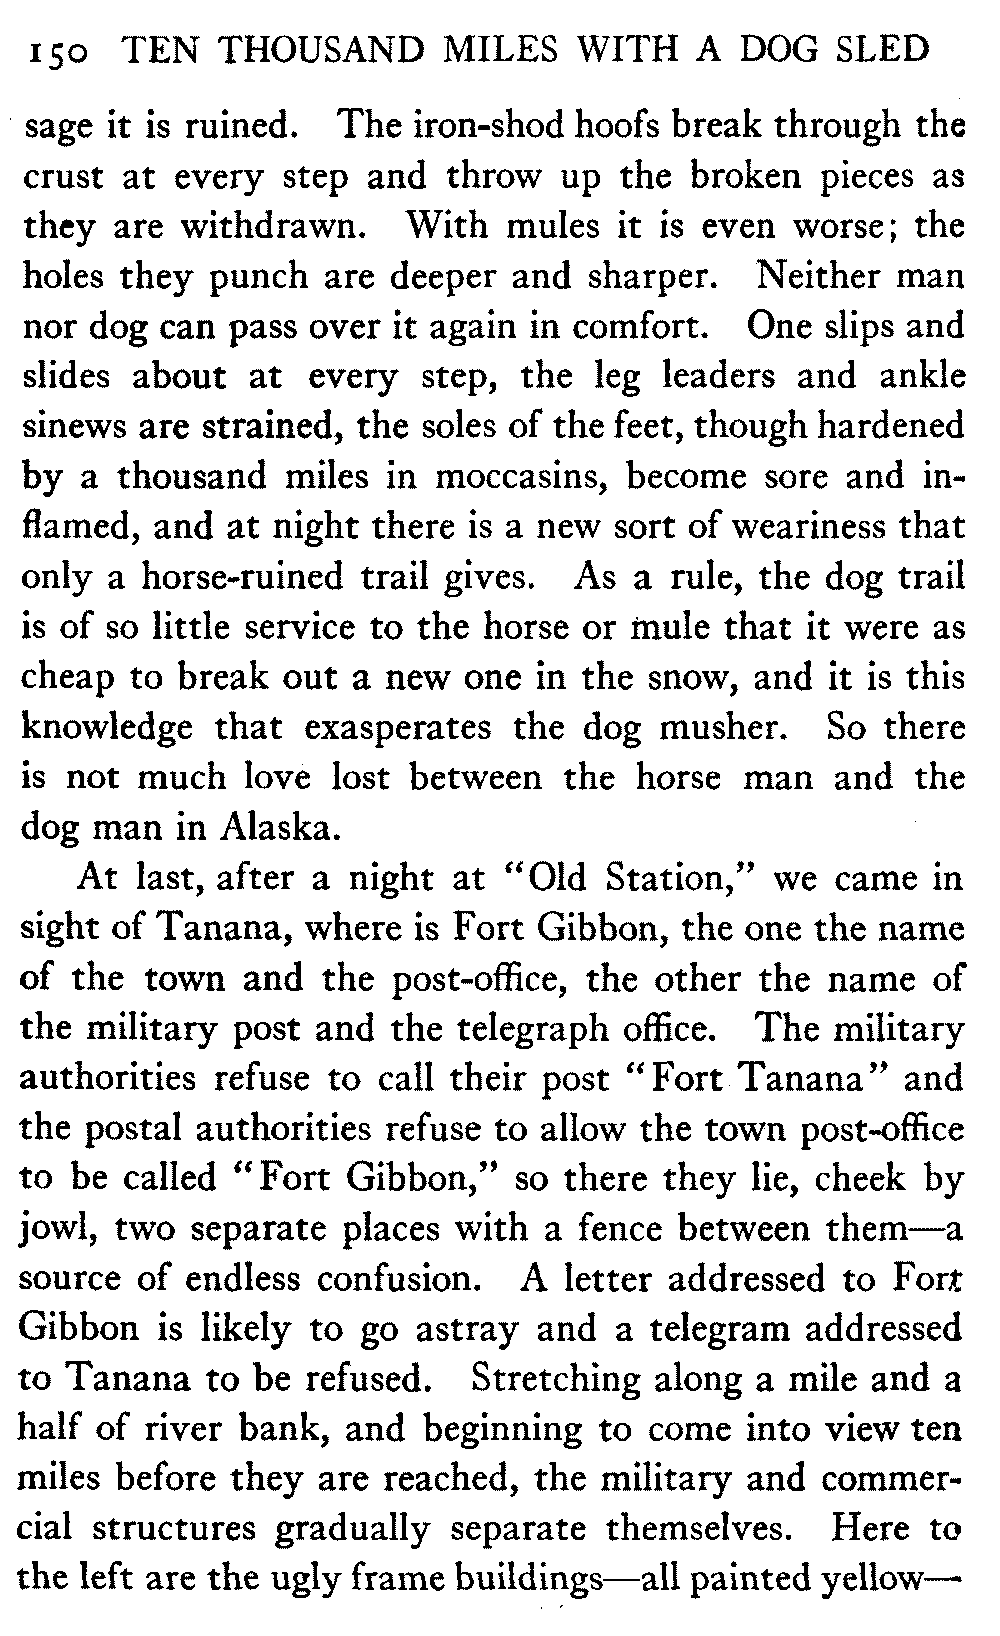 150 TEN THOUSAND MILES WITH A DOG SLED
sage it is ruined. The iron-shod hoofs break through the
crust at every step and throw up the broken pieces as
they are withdrawn. With mules it is even worse; the
holes they punch are deeper and sharper. Neither man
nor dog can pass over it again in comfort. One slips and
slides about at every step, the leg leaders and ankle
sinews are strained, the soles of the feet, though hardened
by a thousand miles in moccasins, become sore and in-
flamed, and at night there is a new sort of weariness that
only a horse-ruined trail gives. As a rule, the dog trail
is of so little service to the horse or mule that it were as
cheap to break out a new one in the snow, and it is this
knowledge that exasperates the dog musher. So there
is not much love lost between the horse man and the
dog man in Alaska.
At last, after a night at "Old Station," we came in
sight of Tanana, where is Fort Gibbon, the one the name
of the town and the post-office, the other the name of
the military post and the telegraph office. The military
authorities refuse to call their post "Fort Tanana" and
the postal authorities refuse to allow the town post-office
to be called "Fort Gibbon," so there they lie, cheek by
jowl, two separate places with a fence between them—a
source of endless confusion. A letter addressed to Fort
Gibbon is likely to go astray and a telegram addressed
to Tanana to be refused. Stretching along a mile and a
half of river bank, and beginning to come into view ten
miles before they are reached, the military and commer-
cial structures gradually separate themselves. Here to
the left are the ugly frame buildings—all painted yellow—